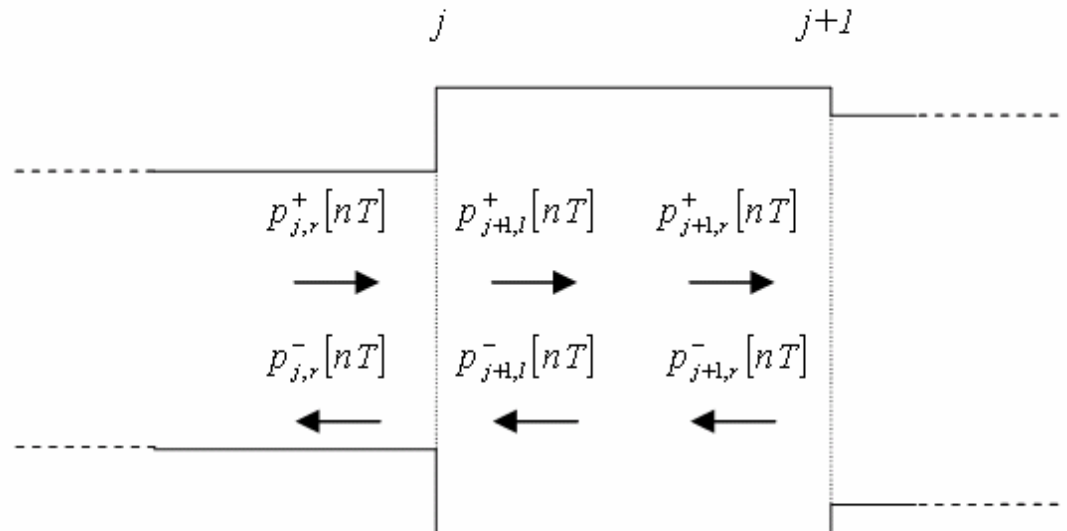 j j+1
p⁺ⱼ,ᵣ[nT] p⁺ⱼ₊₁,ₗ[nT] p⁺ⱼ₊₁,ᵣ[nT]
p⁻ⱼ,ᵣ[nT] p⁻ⱼ₊₁,ₗ[nT] p⁻ⱼ₊₁,ᵣ[nT]